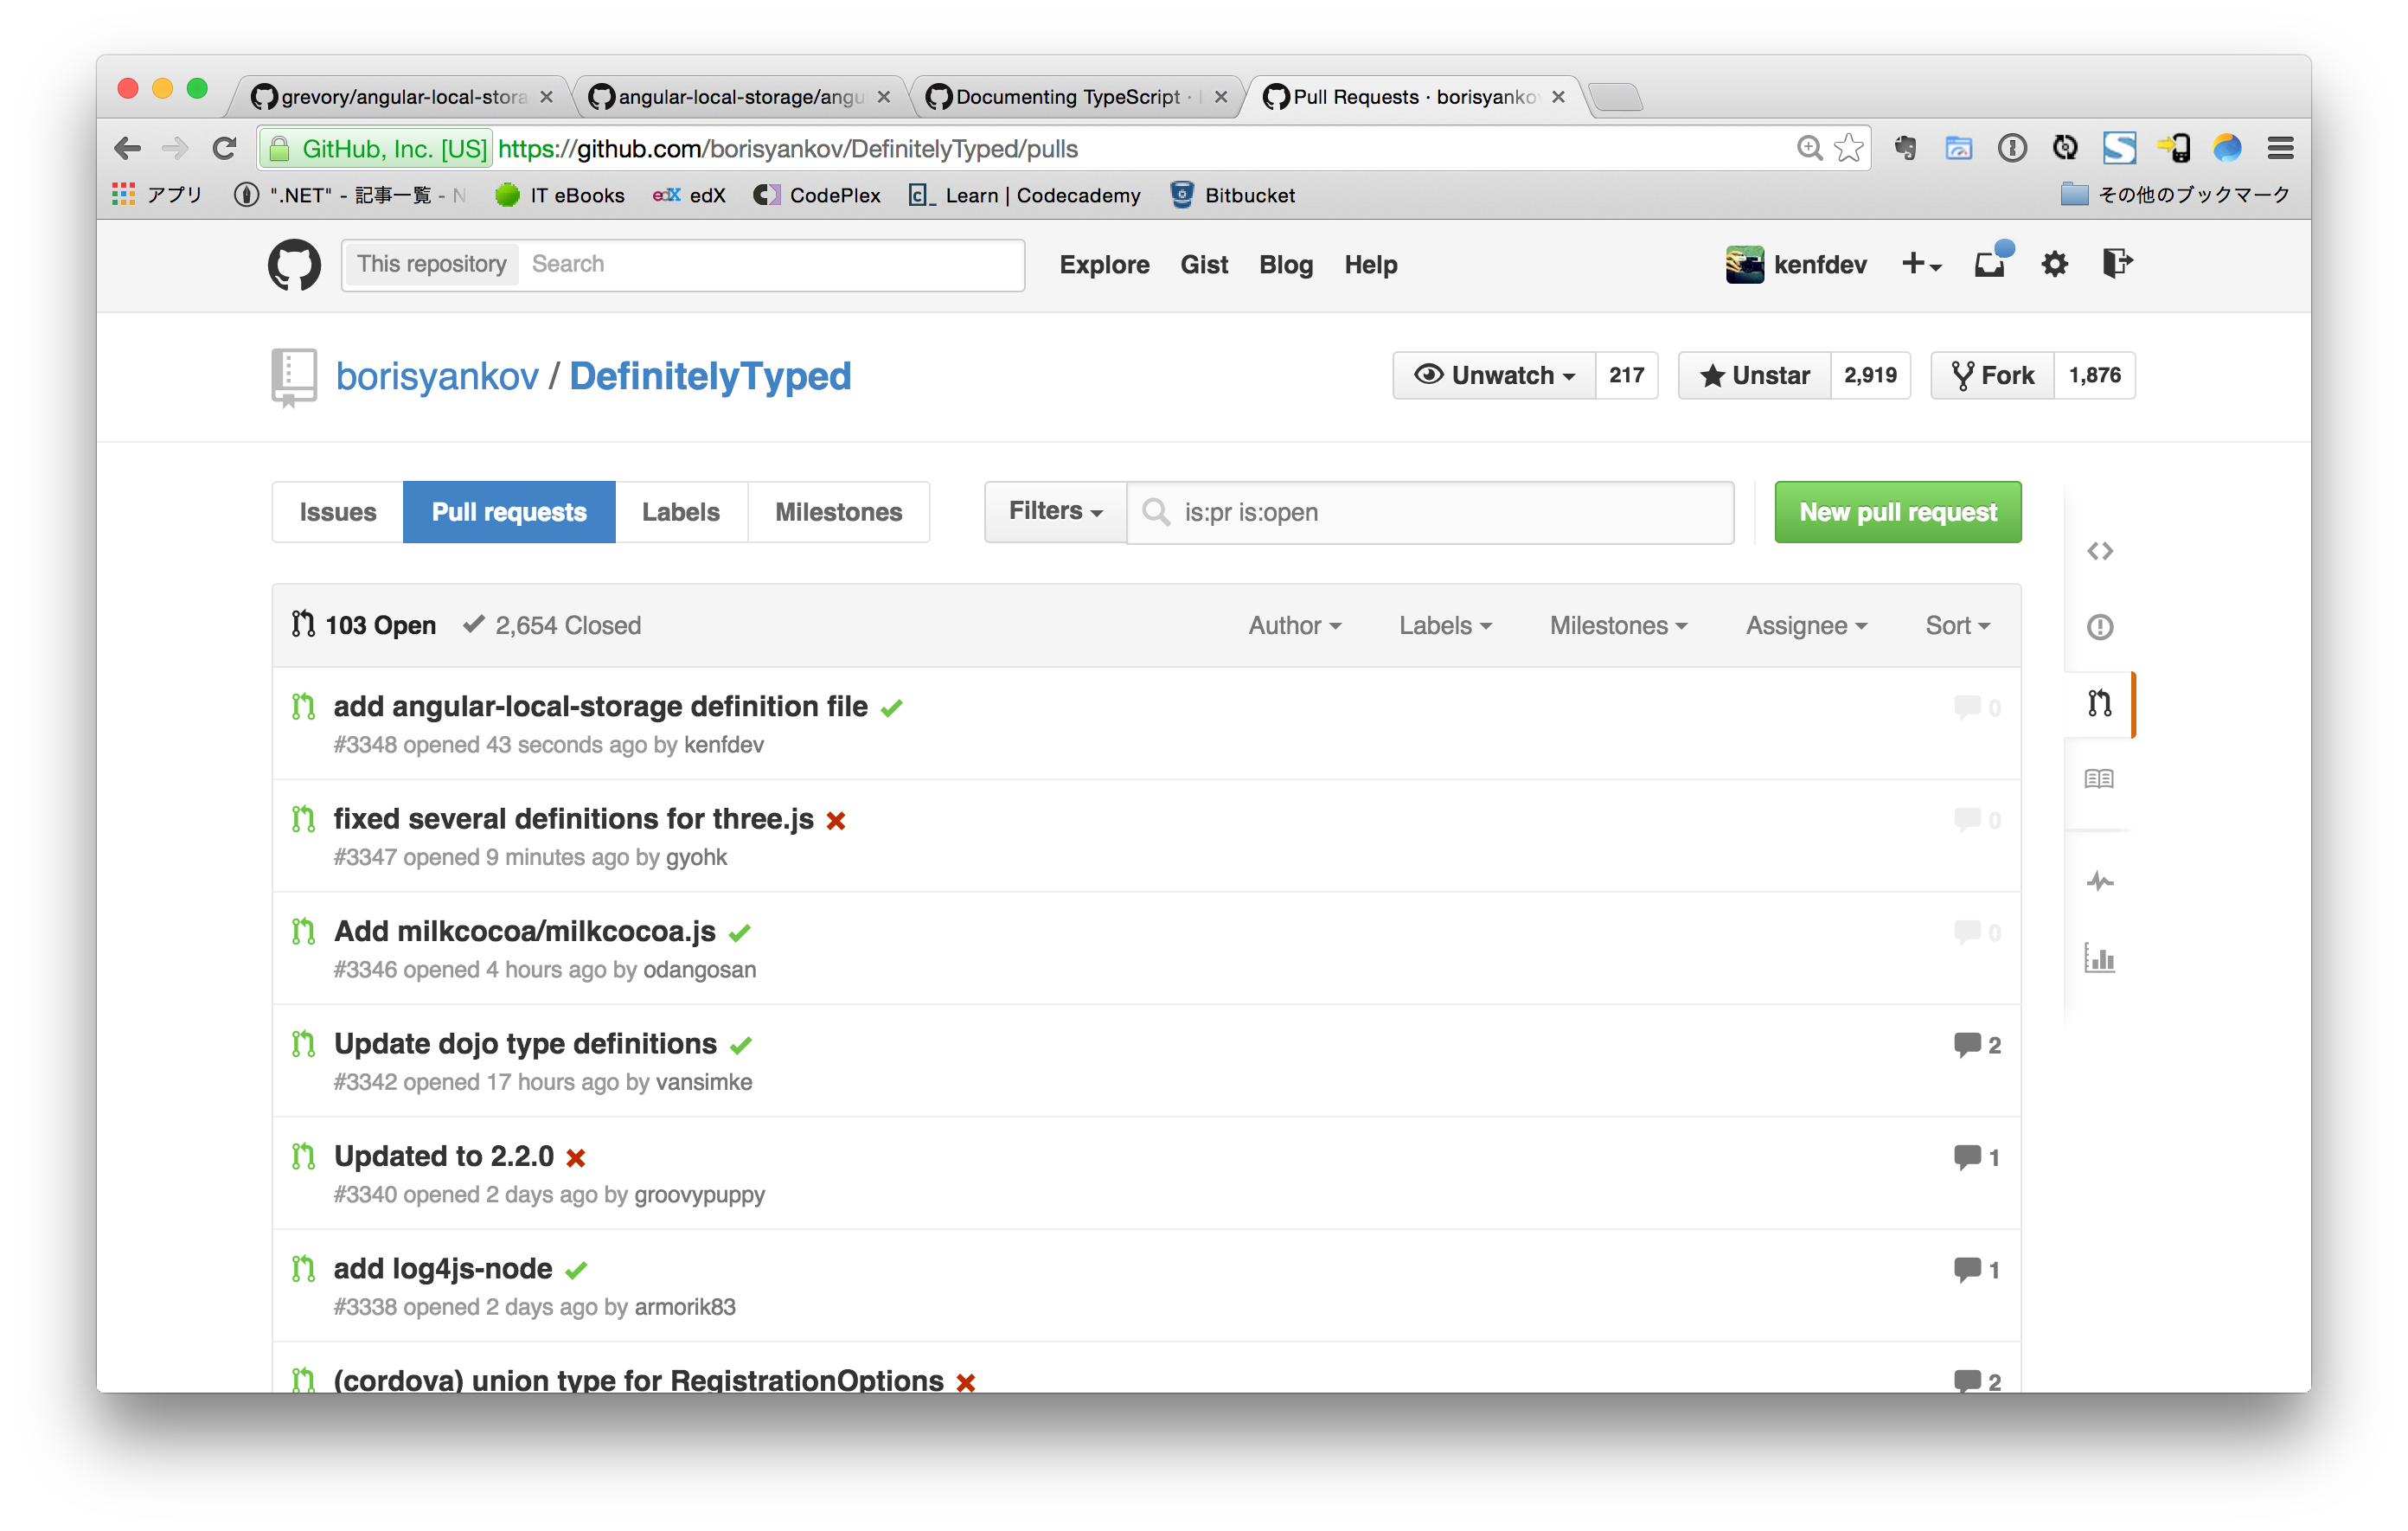 grevory/angular-local-stora
angular-local-storage/angu
Documenting TypeScript ·
Pull Requests · borisyanko
GitHub, Inc. [US] https://github.com/borisyankov/DefinitelyTyped/pulls
アプリ ".NET" - 記事一覧 - N IT eBooks edX edX CodePlex Learn | Codecademy Bitbucket その他のブックマーク
This repository Search Explore Gist Blog Help kenfdev
borisyankov / DefinitelyTyped Unwatch 217 Unstar 2,919 Fork 1,876
Issues Pull requests Labels Milestones Filters is:pr is:open New pull request
103 Open 2,654 Closed Author Labels Milestones Assignee Sort
add angular-local-storage definition file 0
#3348 opened 43 seconds ago by kenfdev
fixed several definitions for three.js 0
#3347 opened 9 minutes ago by gyohk
Add milkcocoa/milkcocoa.js 0
#3346 opened 4 hours ago by odangosan
Update dojo type definitions 2
#3342 opened 17 hours ago by vansimke
Updated to 2.2.0 1
#3340 opened 2 days ago by groovypuppy
add log4js-node 1
#3338 opened 2 days ago by armorik83
(cordova) union type for RegistrationOptions 2